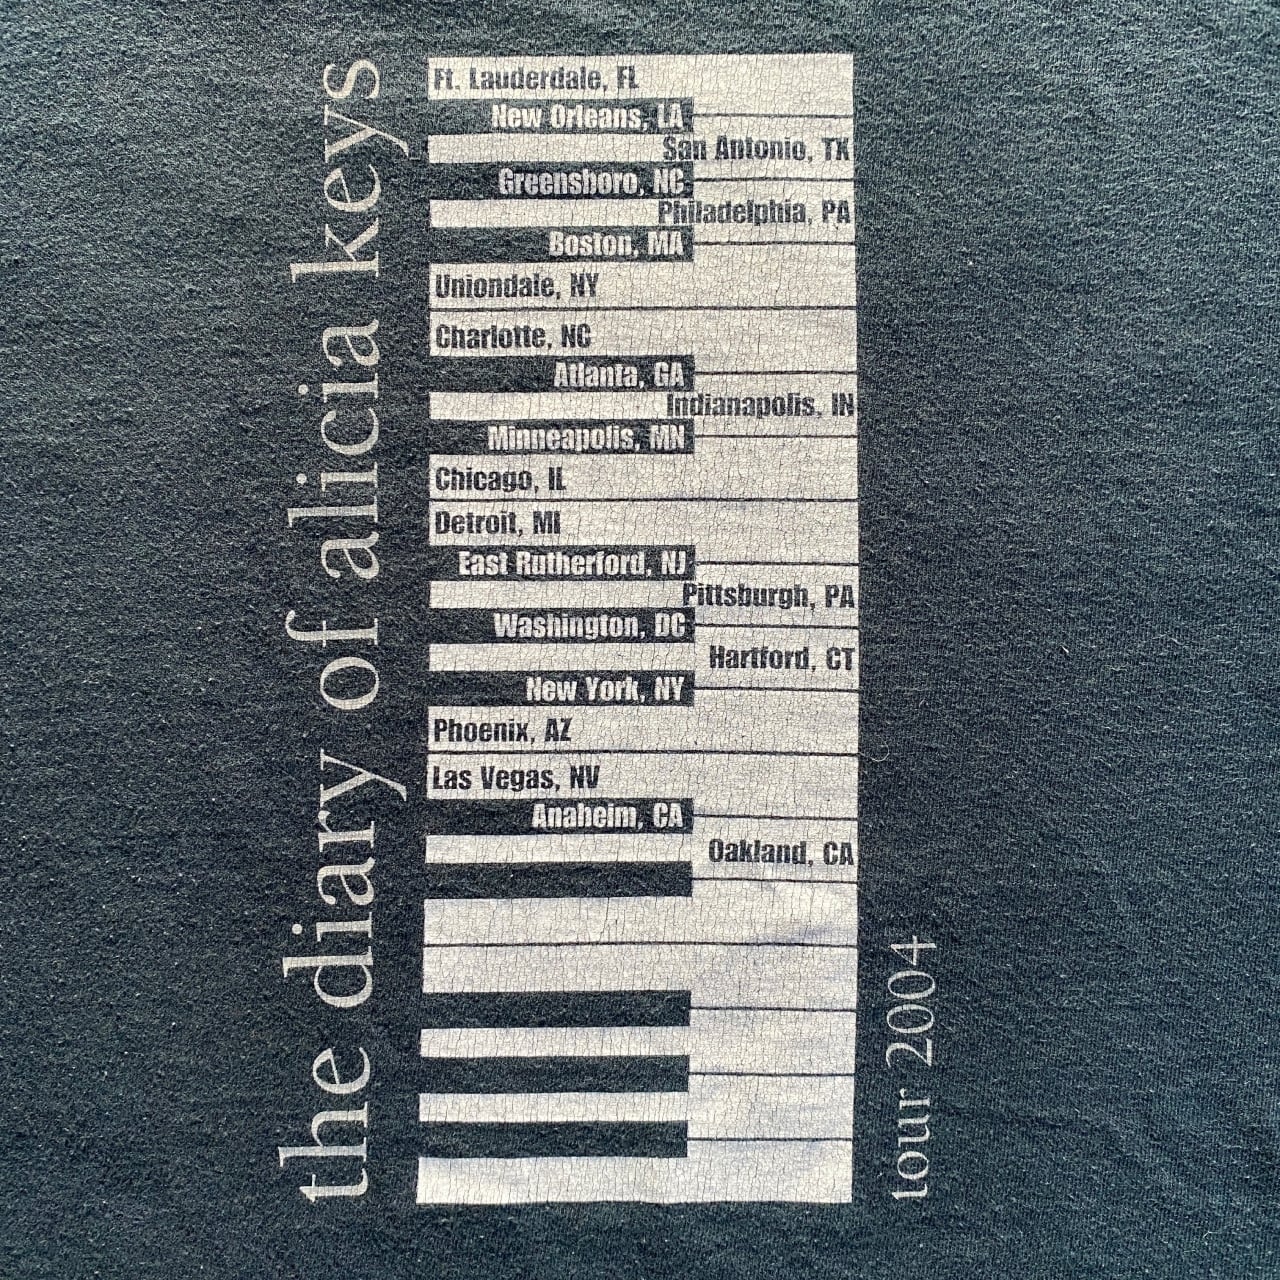 the diary of alicia keys
Ft. Lauderdale, FL
New Orleans, LA
San Antonio, TX
Greensboro, NC
Philadelphia, PA
Boston, MA
Uniondale, NY
Charlotte, NC
Atlanta, GA
Indianapolis, IN
Minneapolis, MN
Chicago, IL
Detroit, MI
East Rutherford, NJ
Pittsburgh, PA
Washington, DC
Hartford, CT
New York, NY
Phoenix, AZ
Las Vegas, NV
Anaheim, CA
Oakland, CA
tour 2004